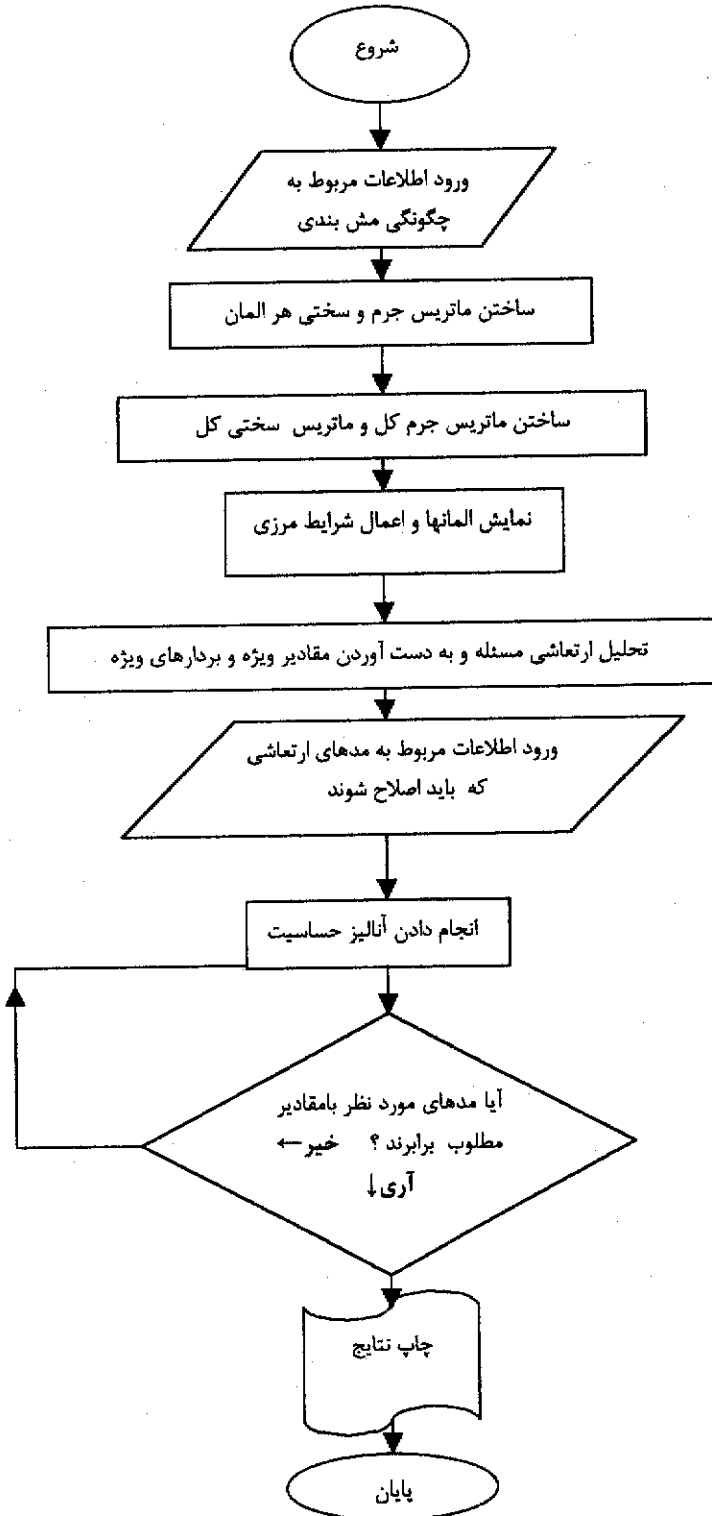 شروع
ورود اطلاعات مربوط به
چگونگی مش بندی
ساختن ماتریس جرم و سختی هر المان
ساختن ماتریس جرم کل و ماتریس سختی کل
نمایش المانها و اعمال شرایط مرزی
تحلیل ارتعاشی مسئله و به دست آوردن مقادیر ویژه و بردارهای ویژه
ورود اطلاعات مربوط به مدهای ارتعاشی
که باید اصلاح شوند
انجام دادن آنالیز حساسیت
آیا مدهای مورد نظر بامقادیر
مطلوب برابرند ؟ خیر ←
آری ↓
چاپ نتایج
پایان